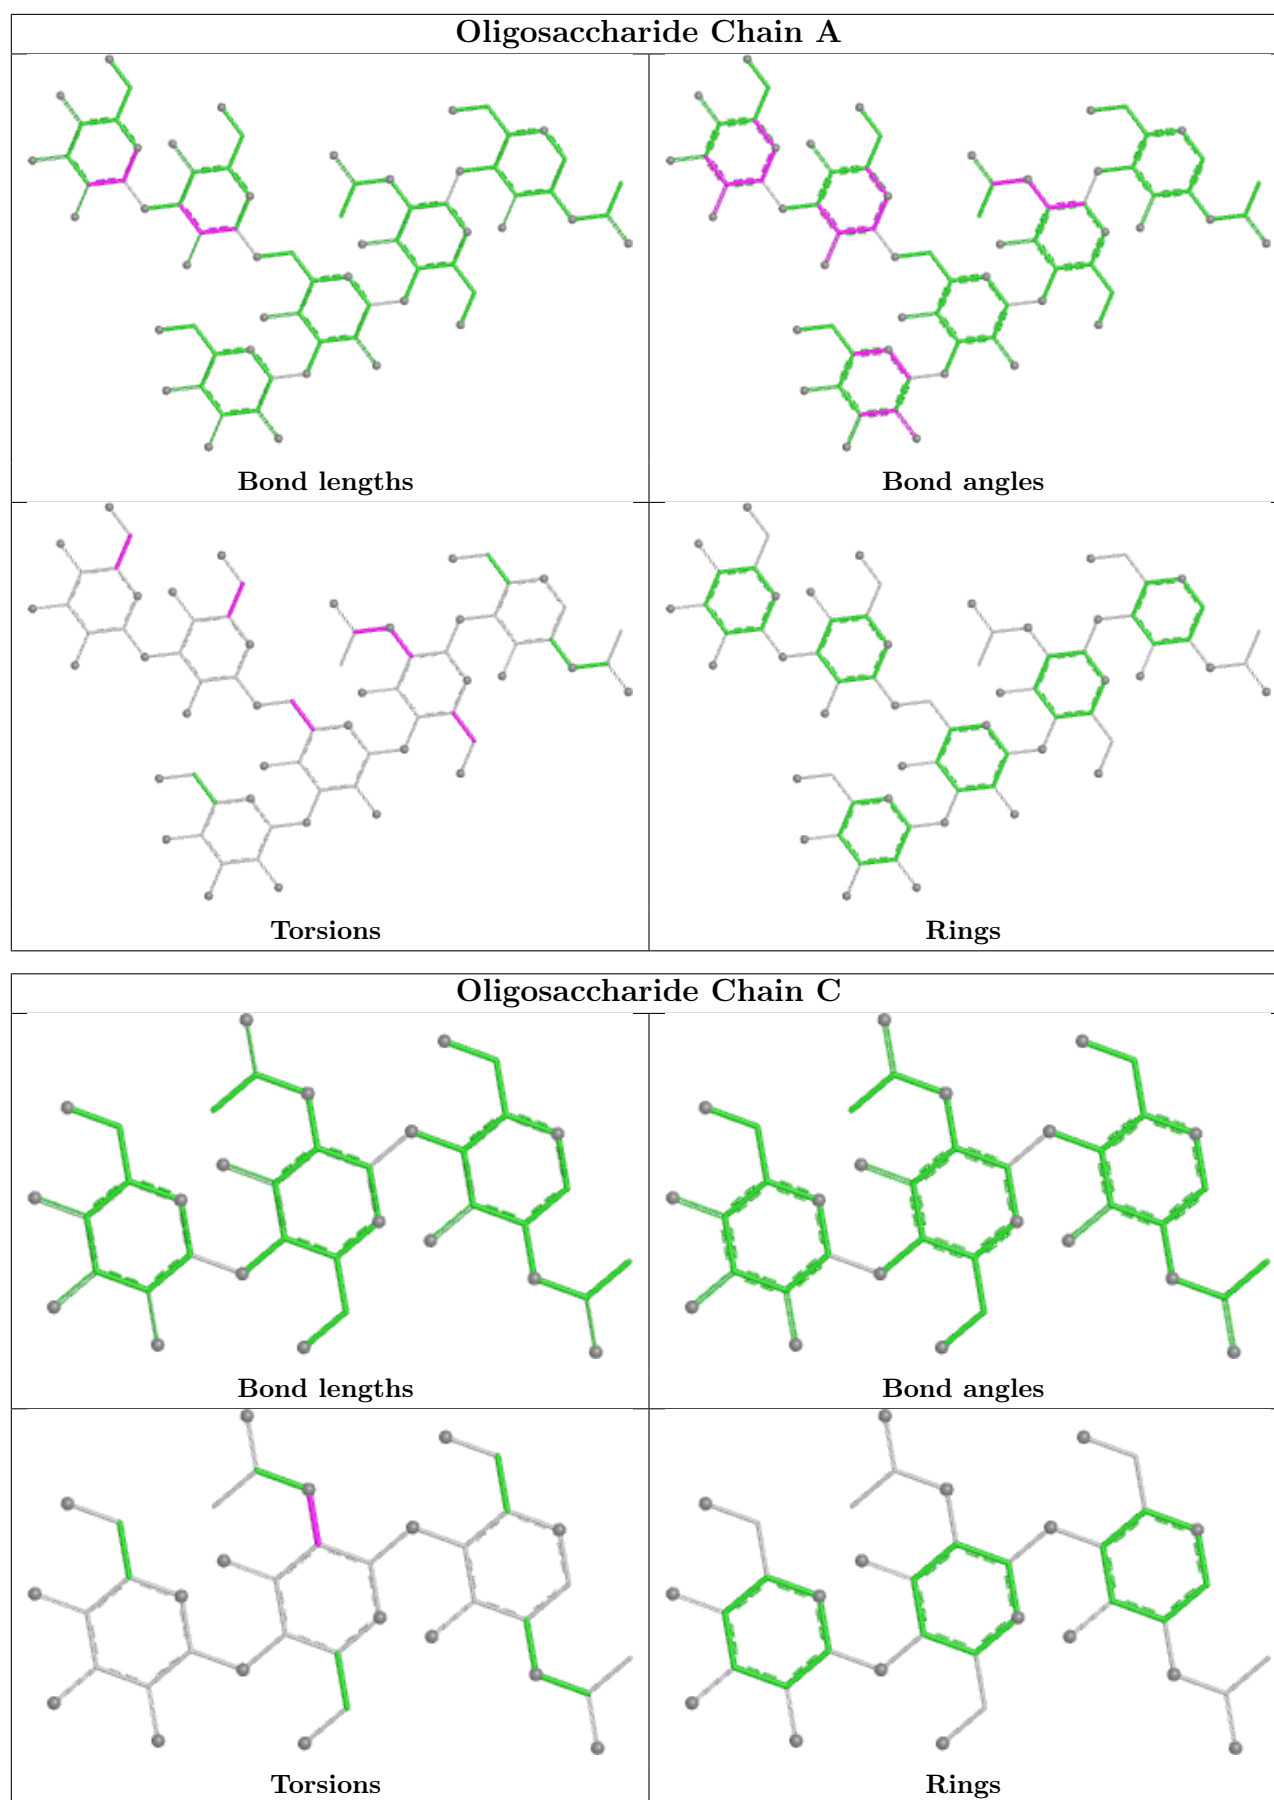 Oligosaccharide Chain A
Bond lengths
Bond angles
Torsions
Rings
Oligosaccharide Chain C
Bond lengths
Bond angles
Torsions
Rings